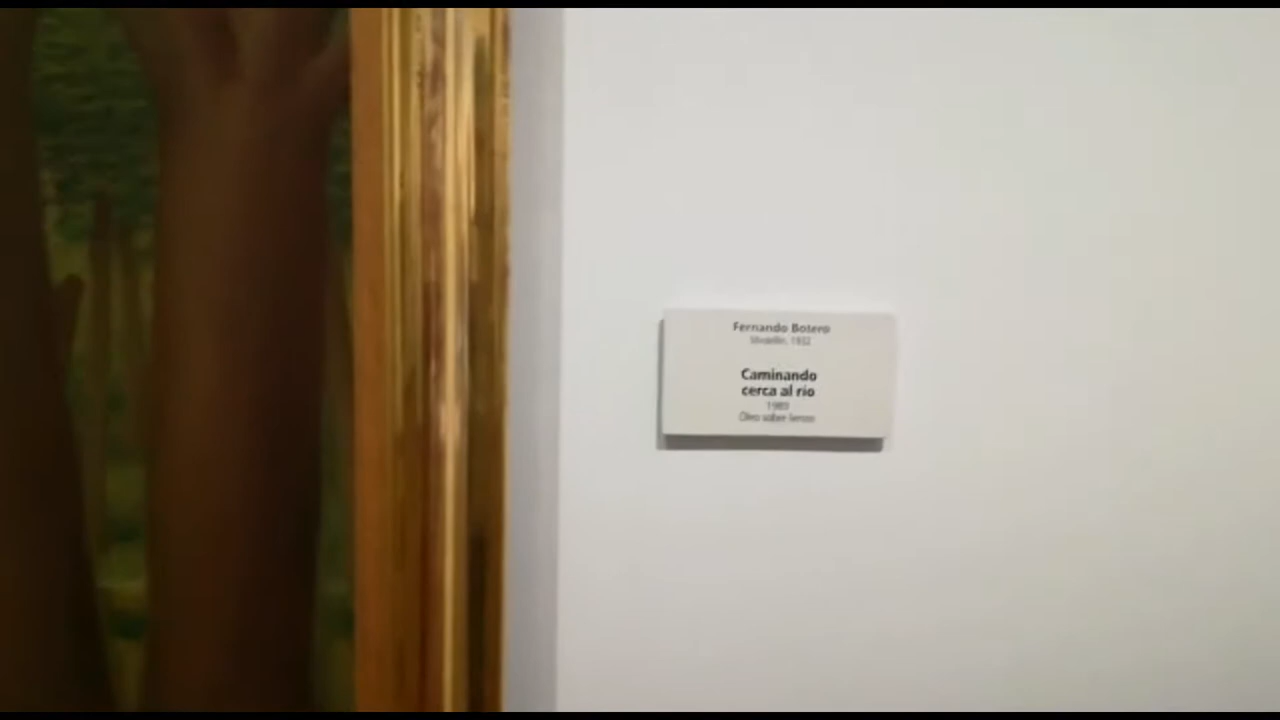 Fernando Botero
Medellín, 1932
Caminando
cerca al río
1989
Óleo sobre lienzo